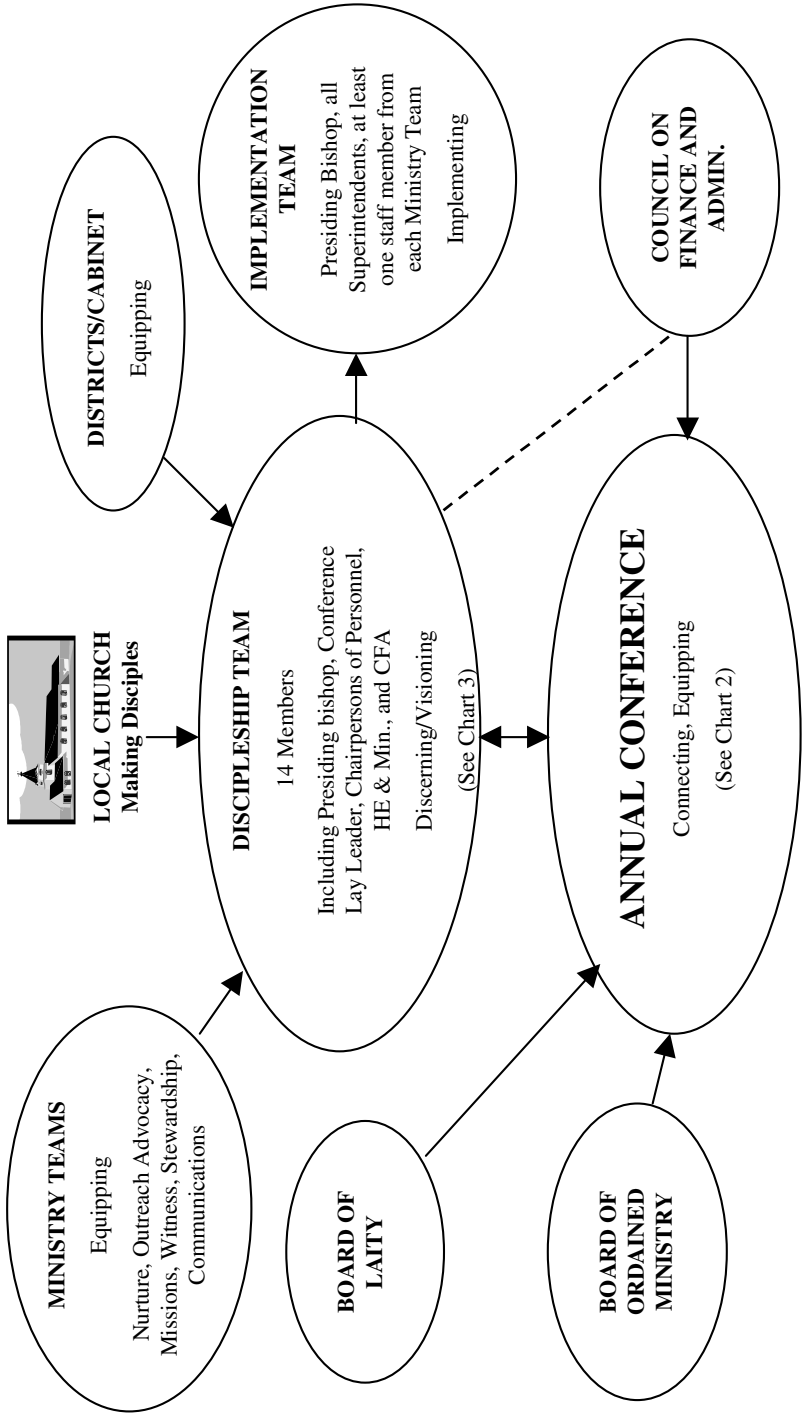 LOCAL CHURCH
Making Disciples
MINISTRY TEAMS
Equipping
Nurture, Outreach Advocacy,
Missions, Witness, Stewardship,
Communications
DISCIPLESHIP TEAM
14 Members
Including Presiding bishop, Conference
Lay Leader, Chairpersons of Personnel,
HE & Min., and CFA
Discerning/Visioning
(See Chart 3)
DISTRICTS/CABINET
Equipping
IMPLEMENTATION
TEAM
Presiding Bishop, all
Superintendents, at least
one staff member from
each Ministry Team
Implementing
BOARD OF
LAITY
BOARD OF
ORDAINED
MINISTRY
ANNUAL CONFERENCE
Connecting, Equipping
(See Chart 2)
COUNCIL ON
FINANCE AND
ADMIN.